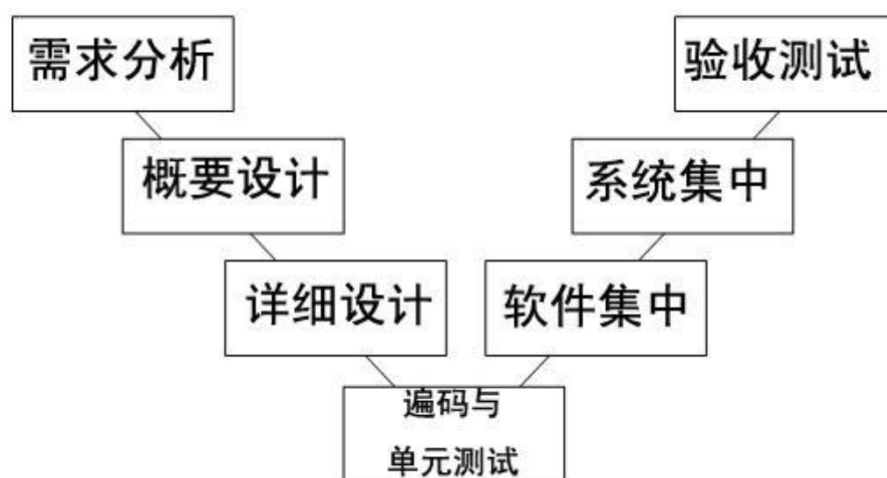 需求分析
验收测试
概要设计
系统集中
详细设计
软件集中
遍码与
单元测试